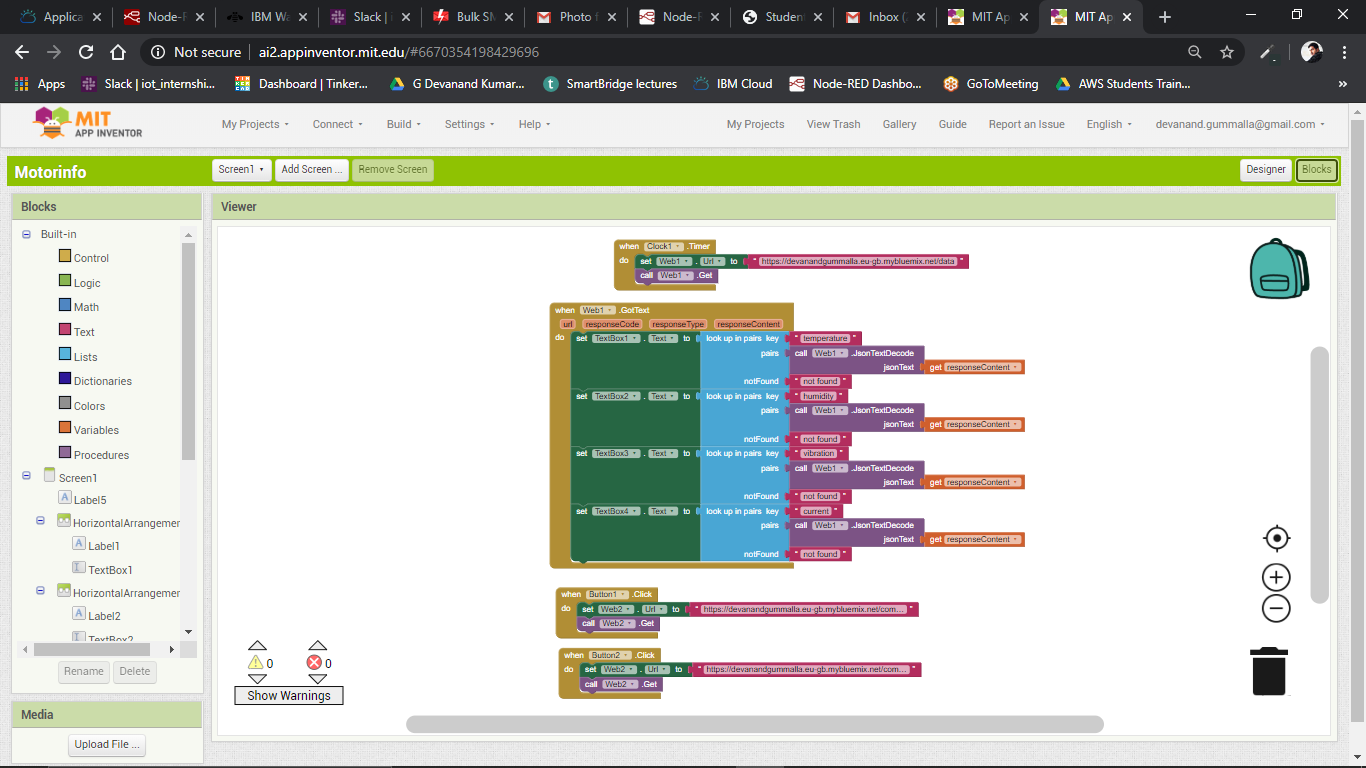 Applica
Node-R
IBM Wa
Slack | i
Bulk SM
Photo f
Node-R
Student
Inbox (2
MIT Ap
MIT Ap
Not secure | ai2.appinventor.mit.edu/#6670354198429696
Apps
Slack | iot_internshi...
Dashboard | Tinker...
G Devanand Kumar...
SmartBridge lectures
IBM Cloud
Node-RED Dashbo...
GoToMeeting
AWS Students Train...
»
MIT
APP INVENTOR
My Projects
Connect
Build
Settings
Help
My Projects
View Trash
Gallery
Guide
Report an Issue
English
devanand.gummalla@gmail.com
Motorinfo
Screen1
Add Screen ...
Remove Screen
Designer
Blocks
Blocks
Built-in
Control
Logic
Math
Text
Lists
Dictionaries
Colors
Variables
Procedures
Screen1
Label5
HorizontalArrangemer
Label1
TextBox1
HorizontalArrangemer
Label2
TextBox2
Rename
Delete
Media
Upload File ...
Viewer
when Clock1 .Timer
do set Web1 . Url to " https://devanandgummalla.eu-gb.mybluemix.net/data "
call Web1 .Get
when Web1 .GotText
url responseCode responseType responseContent
do set TextBox1 . Text to look up in pairs key " temperature "
pairs call Web1 .JsonTextDecode
jsonText get responseContent
notFound " not found "
set TextBox2 . Text to look up in pairs key " humidity "
pairs call Web1 .JsonTextDecode
jsonText get responseContent
notFound " not found "
set TextBox3 . Text to look up in pairs key " vibration "
pairs call Web1 .JsonTextDecode
jsonText get responseContent
notFound " not found "
set TextBox4 . Text to look up in pairs key " current "
pairs call Web1 .JsonTextDecode
jsonText get responseContent
notFound " not found "
when Button1 .Click
do set Web2 . Url to " https://devanandgummalla.eu-gb.mybluemix.net/com... "
call Web2 .Get
when Button2 .Click
do set Web2 . Url to " https://devanandgummalla.eu-gb.mybluemix.net/com... "
call Web2 .Get
0
0
Show Warnings